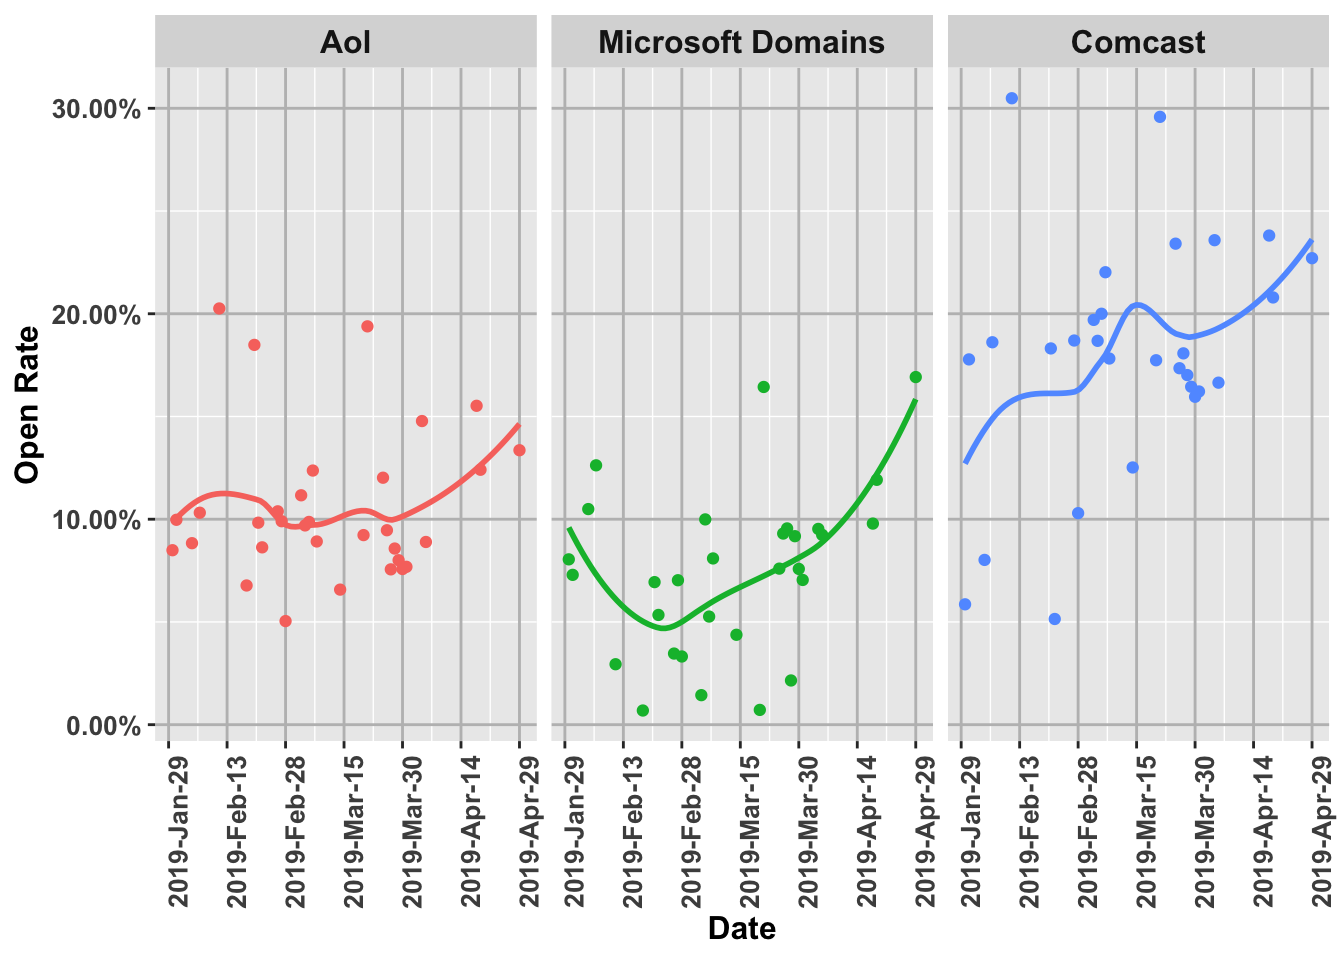 Aol Microsoft Domains Comcast
30.00%
20.00%
10.00%
0.00%
Open Rate
2019-Jan-29 2019-Feb-13 2019-Feb-28 2019-Mar-15 2019-Mar-30 2019-Apr-14 2019-Apr-29 2019-Jan-29 2019-Feb-13 2019-Feb-28 2019-Mar-15 2019-Mar-30 2019-Apr-14 2019-Apr-29 2019-Jan-29 2019-Feb-13 2019-Feb-28 2019-Mar-15 2019-Mar-30 2019-Apr-14 2019-Apr-29
Date